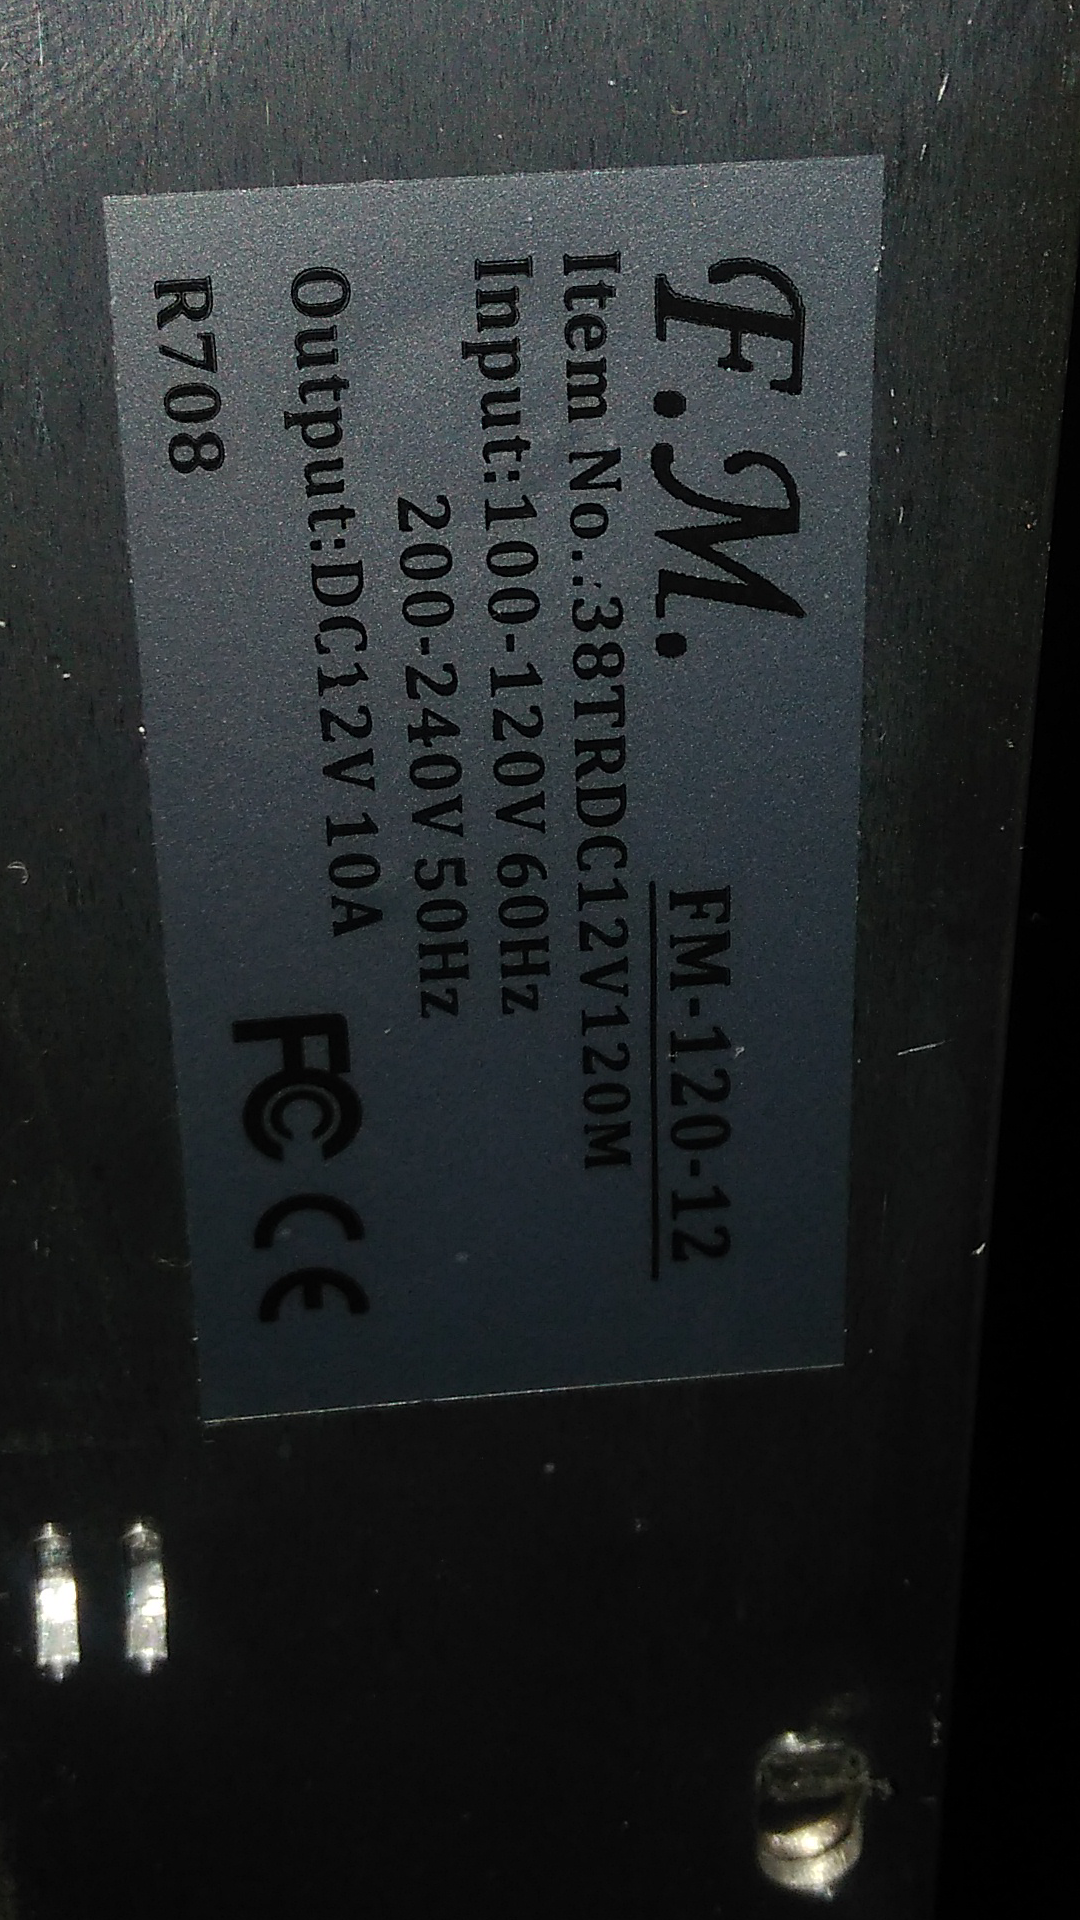 F.M.
FM-120-12
Item No.:38TRDC12V120M
Input:100-120V 60Hz
200-240V 50Hz
Output:DC12V 10A
R708
FC CE